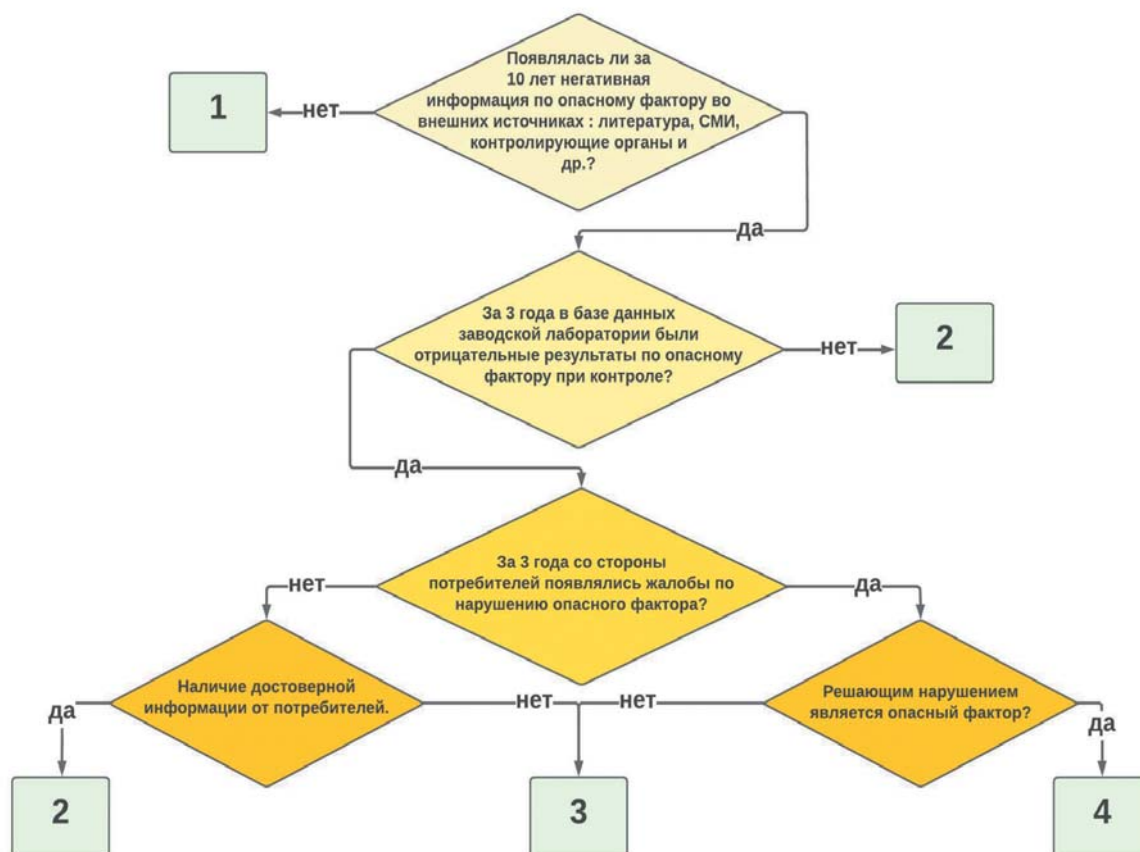 Появлялась ли за
10 лет негативная
информация по опасному фактору во
внешних источниках : литература, СМИ,
контролирующие органы и
др.?
1
нет
да
За 3 года в базе данных
заводской лаборатории были
отрицательные результаты по опасному
фактору при контроле?
нет
2
да
За 3 года со стороны
потребителей появлялись жалобы по
нарушению опасного фактора?
нет
да
Наличие достоверной
информации от потребителей.
Решающим нарушением
является опасный фактор?
да
нет
нет
да
2
3
4